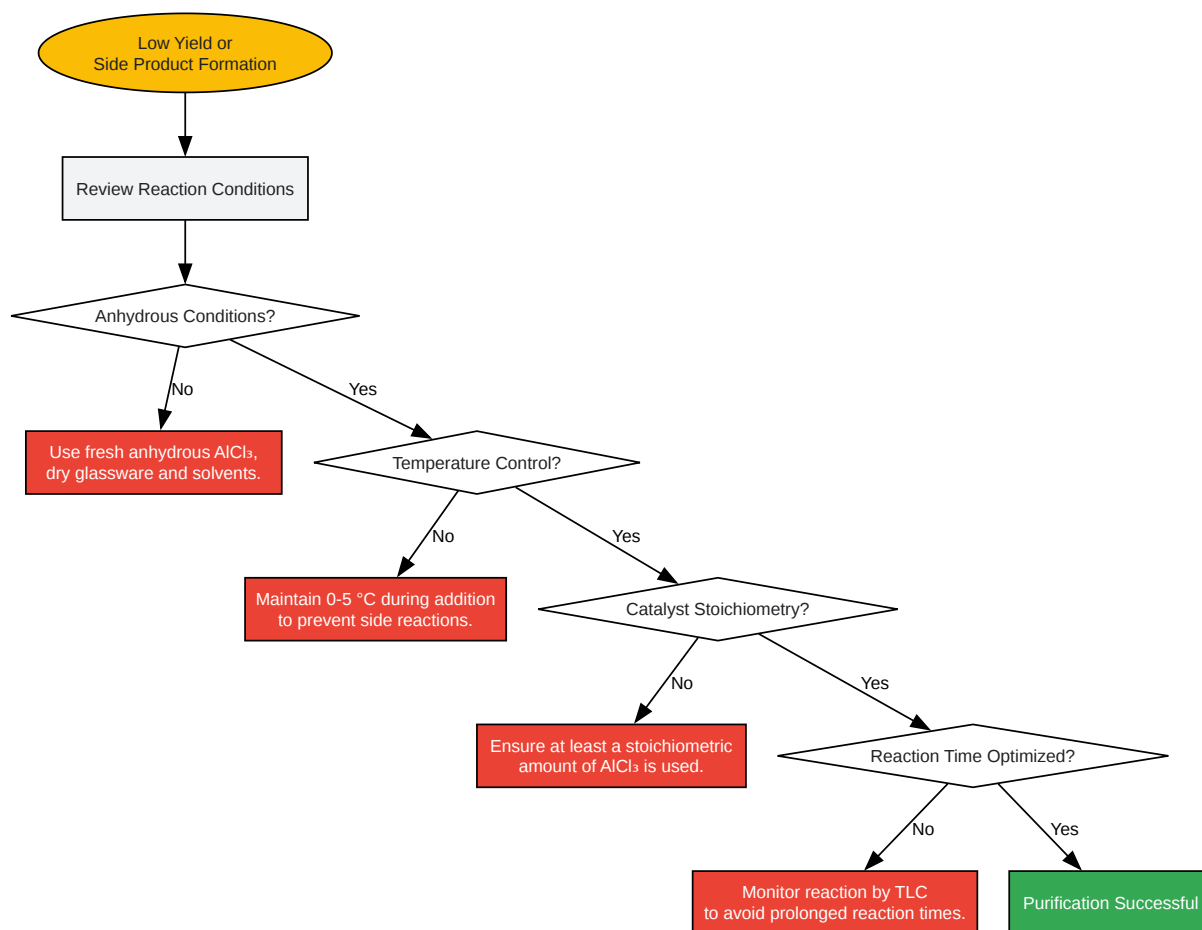 Low Yield or
Side Product Formation
Review Reaction Conditions
Anhydrous Conditions?
No
Yes
Use fresh anhydrous AlCl₃,
dry glassware and solvents.
Temperature Control?
No
Yes
Maintain 0-5 °C during addition
to prevent side reactions.
Catalyst Stoichiometry?
No
Yes
Ensure at least a stoichiometric
amount of AlCl₃ is used.
Reaction Time Optimized?
No
Yes
Monitor reaction by TLC
to avoid prolonged reaction times.
Purification Successful